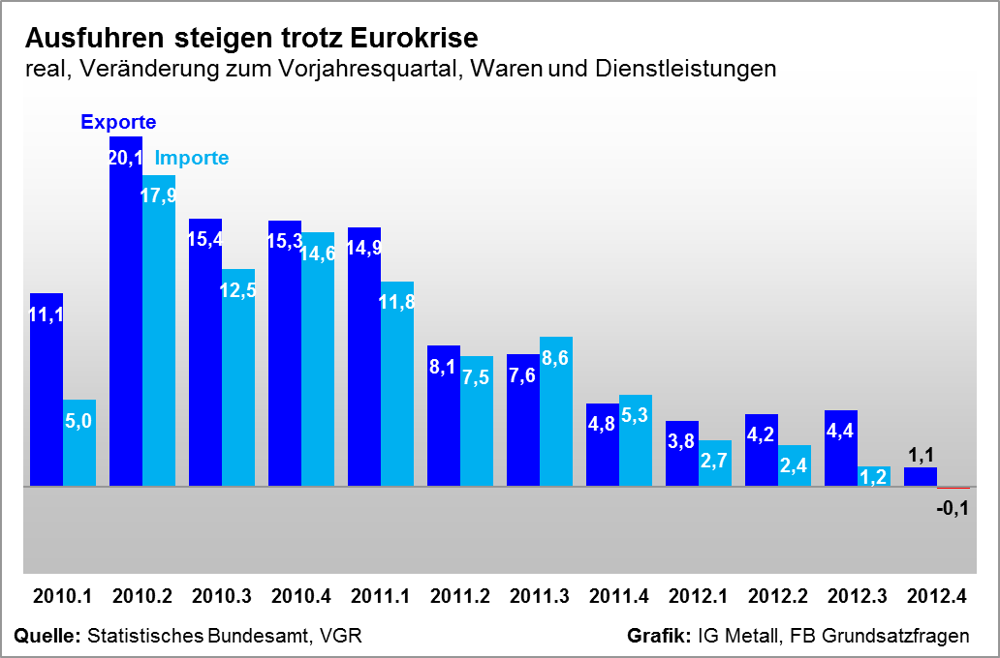 Ausfuhren steigen trotz Eurokrise
real, Veränderung zum Vorjahresquartal, Waren und Dienstleistungen
Exporte
Importe
11,1 5,0 20,1 17,9 15,4 12,5 15,3 14,6 14,9 11,8 8,1 7,5 7,6 8,6 4,8 5,3 3,8 2,7 4,2 2,4 4,4 1,2 1,1 -0,1
2010.1 2010.2 2010.3 2010.4 2011.1 2011.2 2011.3 2011.4 2012.1 2012.2 2012.3 2012.4
Quelle: Statistisches Bundesamt, VGR Grafik: IG Metall, FB Grundsatzfragen